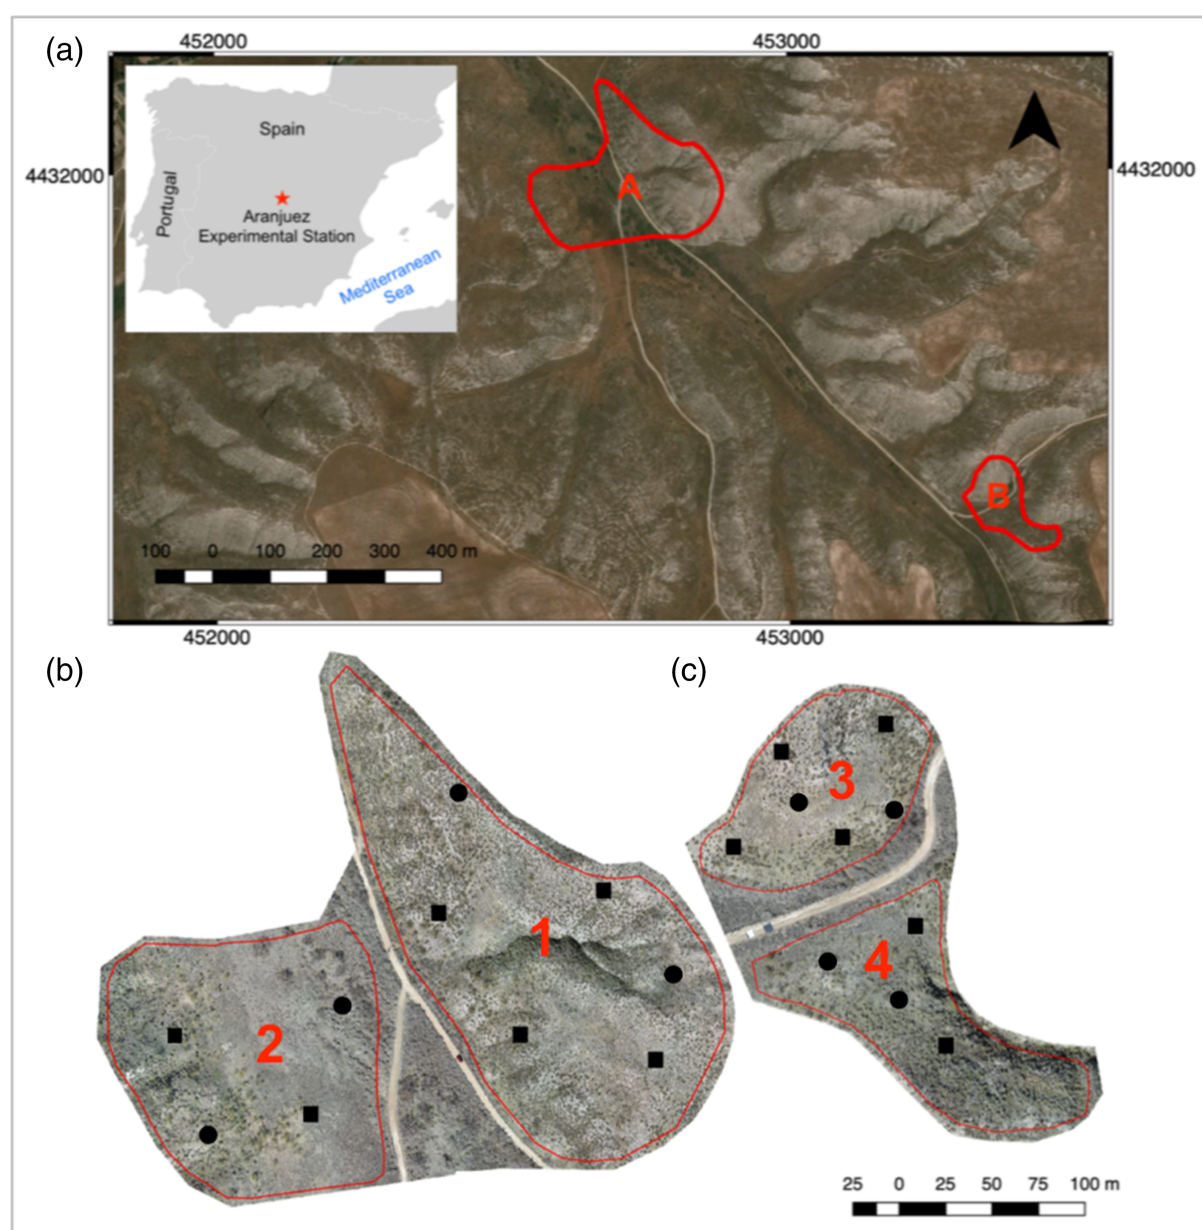 (a)
452000
453000
4432000
4432000
Spain
Portugal
Aranjuez
Experimental Station
Mediterranean
Sea
A
B
100 0 100 200 300 400 m
452000
453000
(b)
(c)
1
2
3
4
25 0 25 50 75 100 m